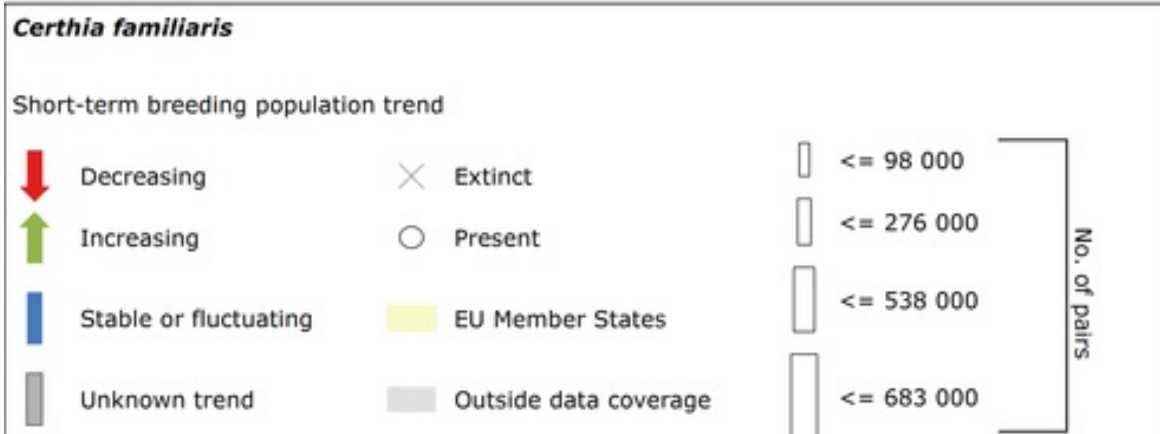 Certhia familiaris
Short-term breeding population trend
Decreasing
Increasing
Stable or fluctuating
Unknown trend
Extinct
Present
EU Member States
Outside data coverage
<= 98 000
<= 276 000
<= 538 000
<= 683 000
No. of pairs